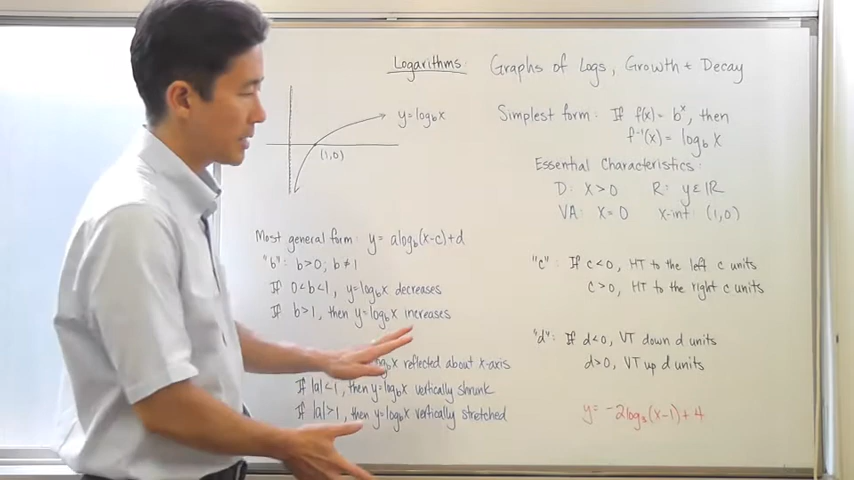 Logarithms: Graphs of Logs, Growth + Decay
y=log_b x
(1,0)
Simplest form: If f(x) = b^x, then
f^-1(x) = log_b x
Essential Characteristics:
D: x>0 R: y∈ℝ
VA: x=0 x-int: (1,0)
Most general form: y= alog_b(x-c)+d
"b": b>0; b≠1
If 0<b<1, y=log_b x decreases
If b>1, then y=log_b x increases
log_b x reflected about x-axis
If |a|<1, then y=log_b x vertically shrunk
If |a|>1, then y=log_b x vertically stretched
"c": If c<0, HT to the left c units
c>0, HT to the right c units
"d": If d<0, VT down d units
d>0, VT up d units
y= -2log_3(x-1)+4